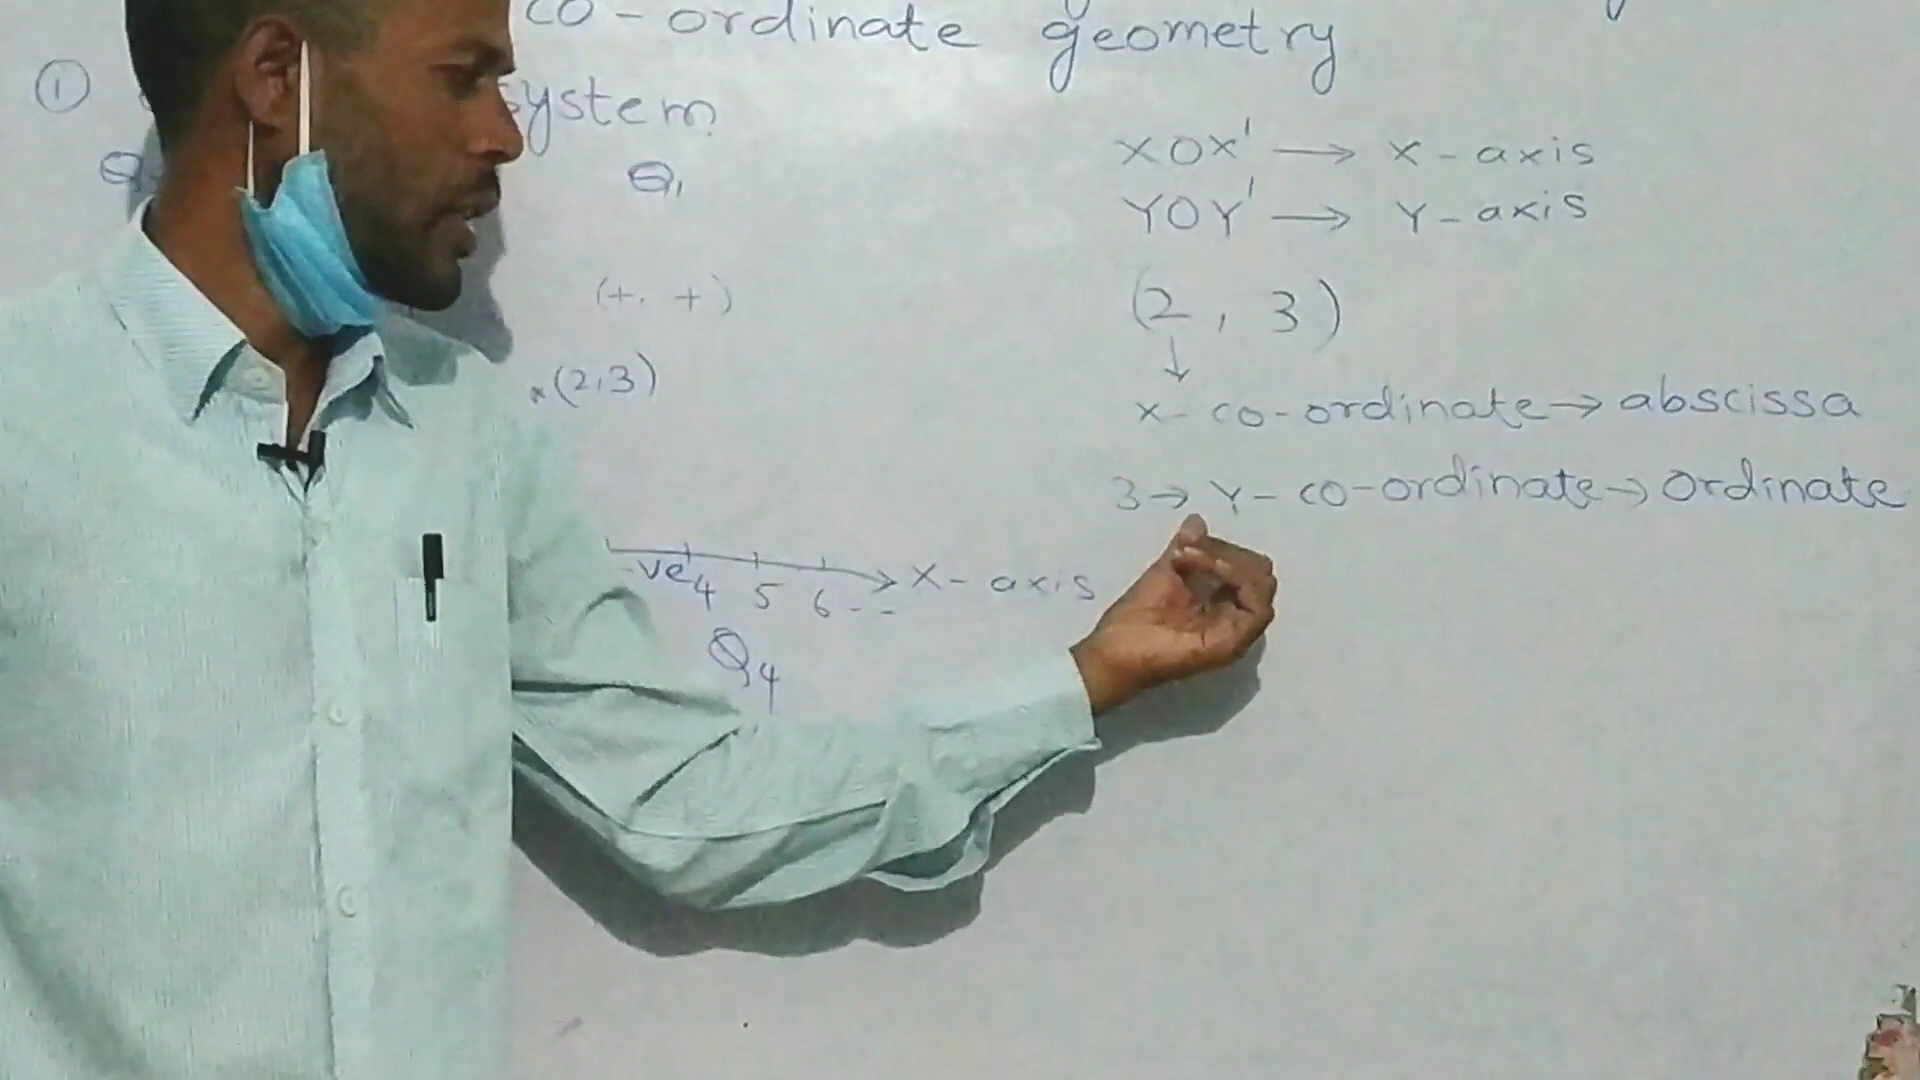 co-ordinate geometry
① ystem
Q Q1
XOX' → X-axis
YOY' → Y-axis
(+, +)
(2, 3)
↓
(2,3)
x-co-ordinate → abscissa
3 → Y-co-ordinate → Ordinate
-ve 4 5 6-- X-axis
Q4